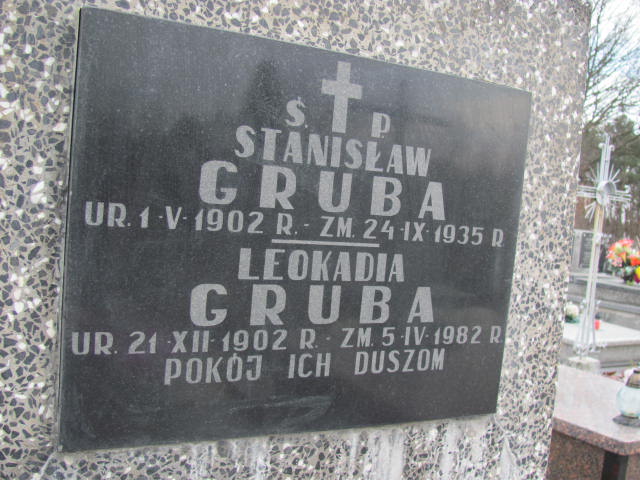 Ś. P.
STANISŁAW
GRUBA
UR. 1-V-1902 R. - ZM. 24-IX-1935 R
LEOKADIA
GRUBA
UR. 21-XII-1902 R. - ZM. 5-IV-1982 R.
POKÓJ ICH DUSZOM